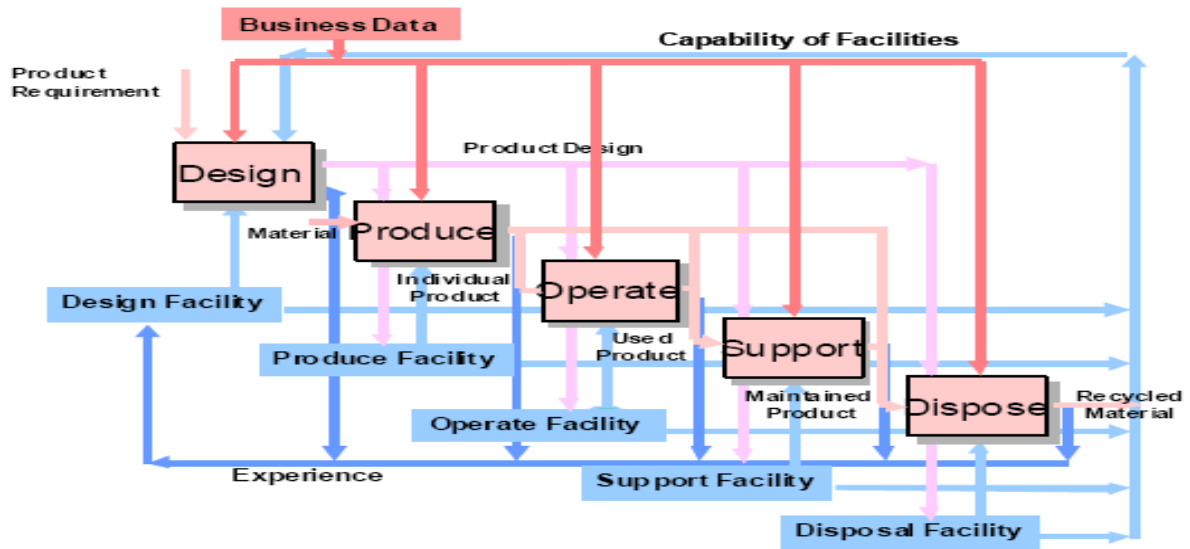 Business Data
Capability of Facilities
Product
Requirement
Product Design
Design
Material
Produce
Individual
Product
Operate
Design Facility
Used
Product
Support
Produce Facility
Maintained
Product
Dispose
Recycled
Material
Operate Facility
Experience
Support Facility
Disposal Facility